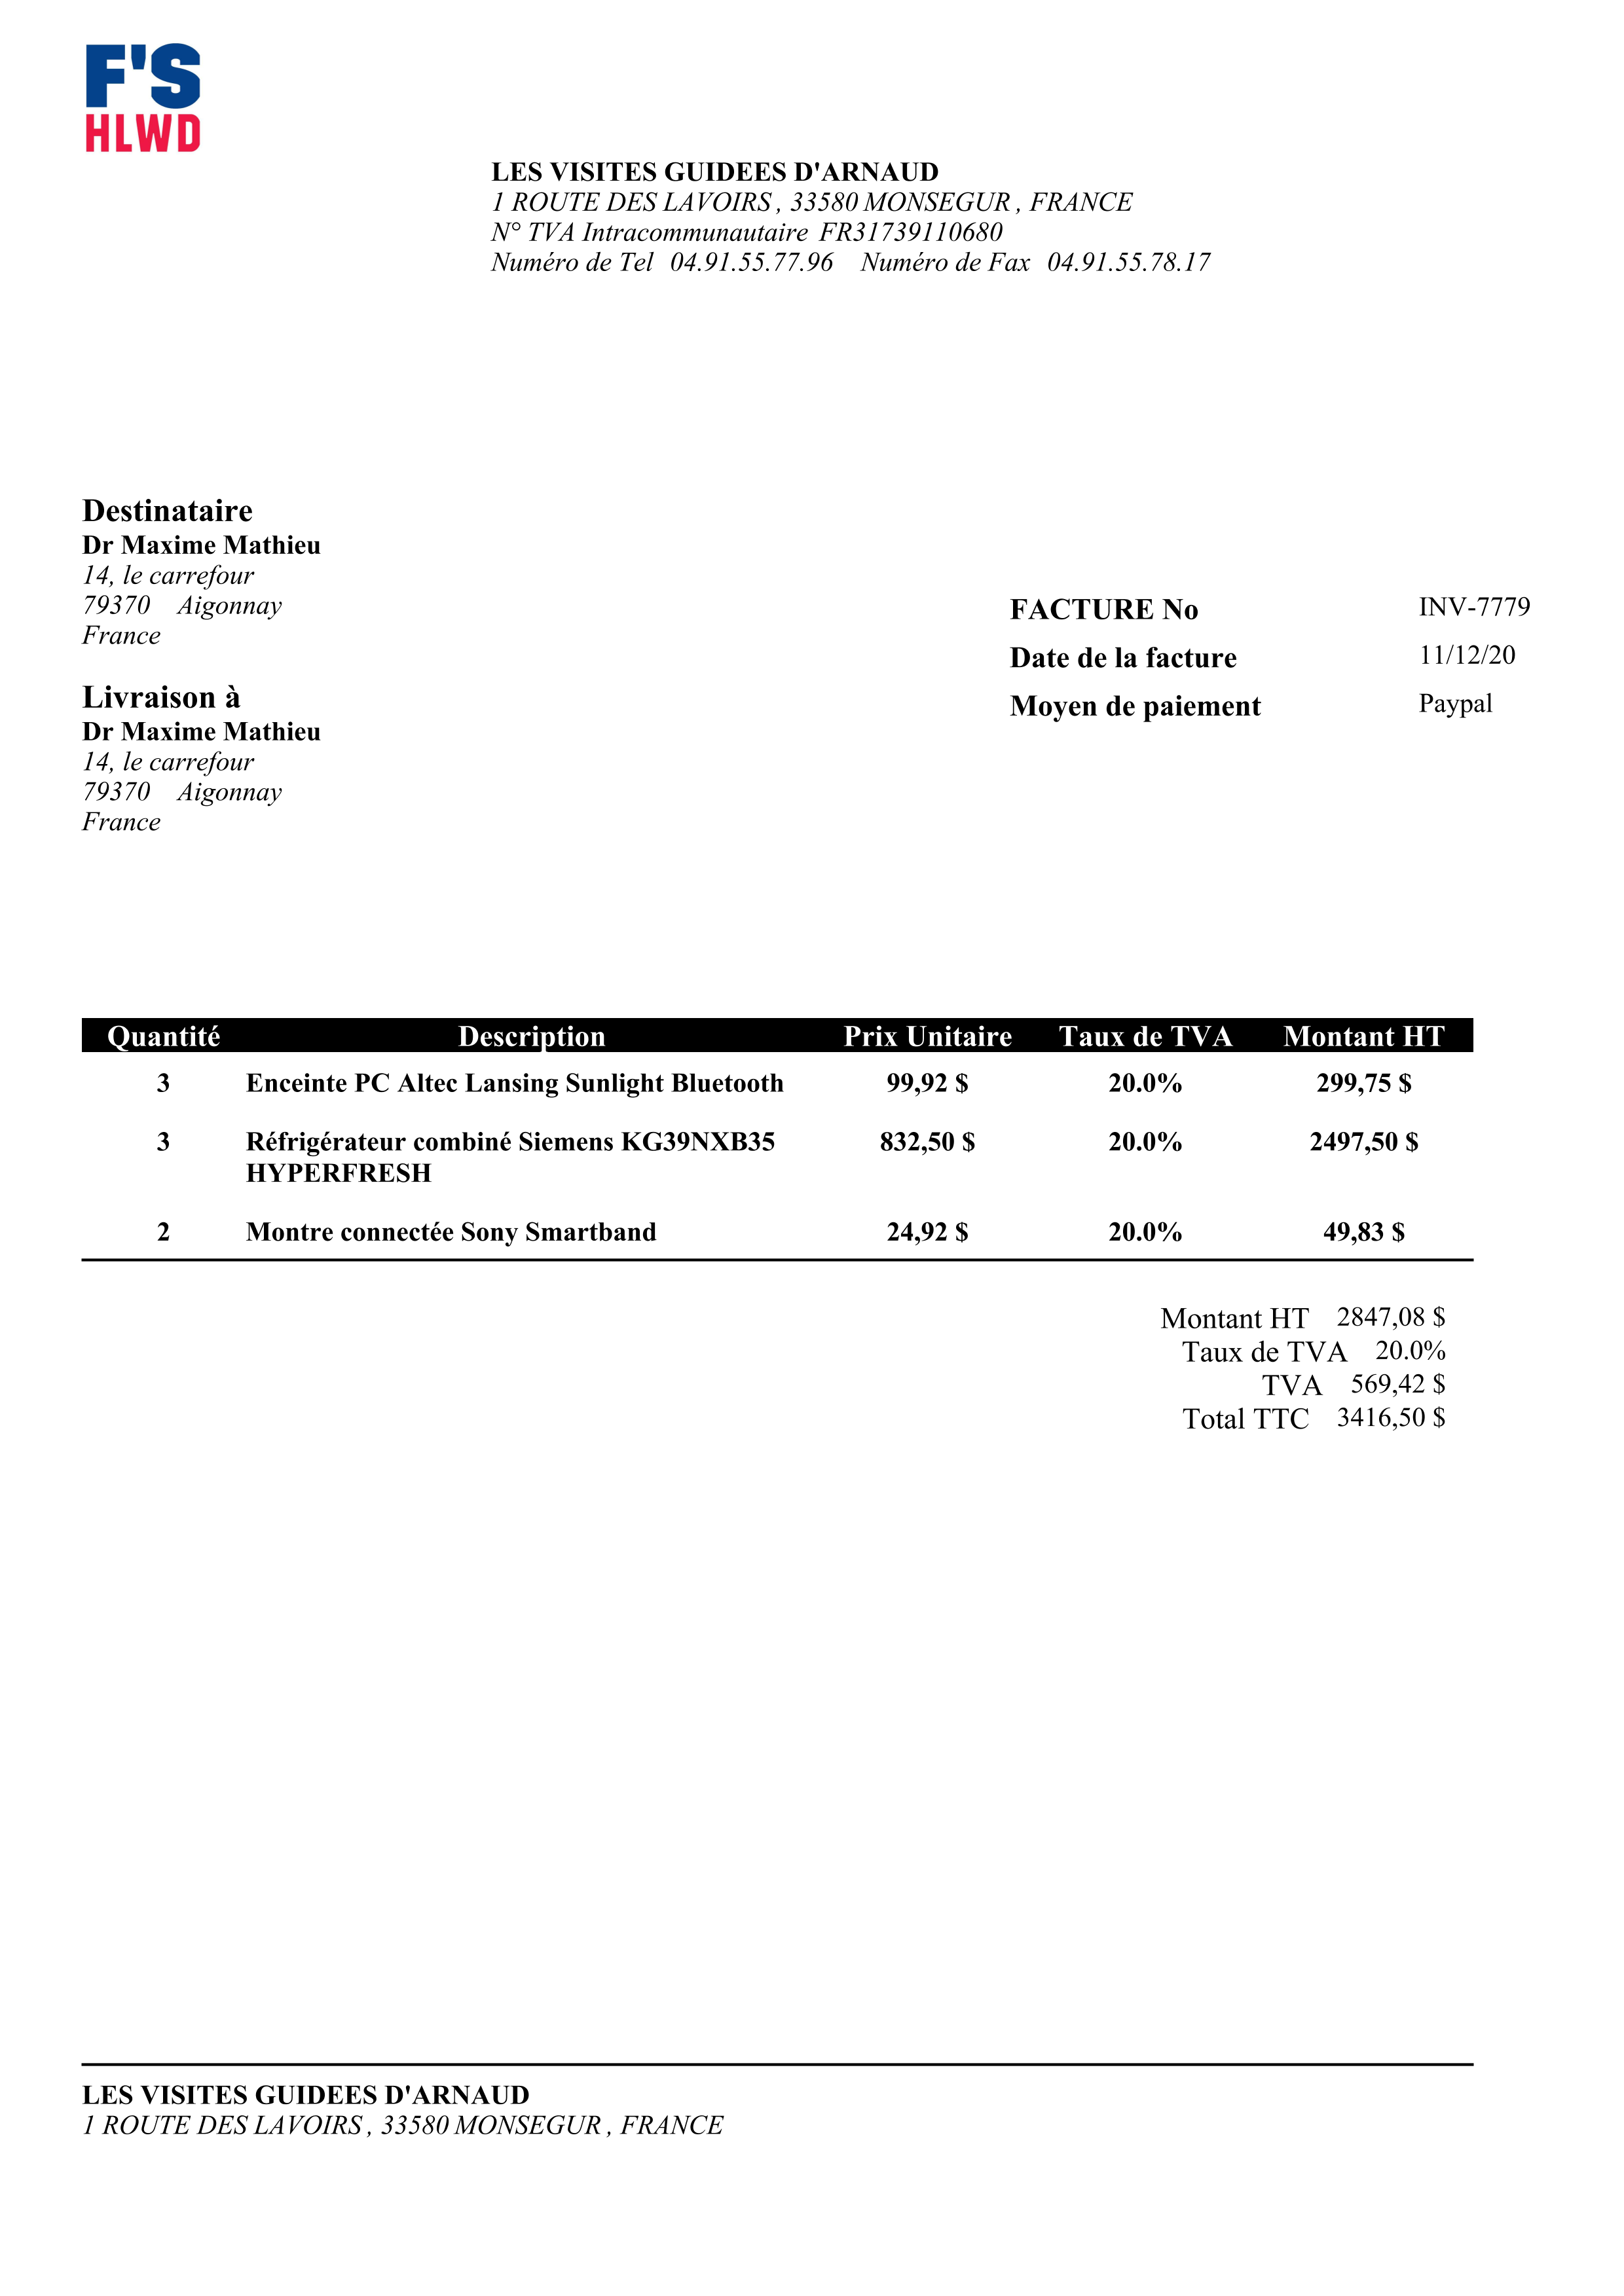 F'S
HLWD
LES VISITES GUIDEES D'ARNAUD
1 ROUTE DES LAVOIRS , 33580 MONSEGUR , FRANCE
N° TVA Intracommunautaire FR31739110680
Numéro de Tel 04.91.55.77.96 Numéro de Fax 04.91.55.78.17
Destinataire
Dr Maxime Mathieu
14, le carrefour
79370 Aigonnay
France
Livraison à
Dr Maxime Mathieu
14, le carrefour
79370 Aigonnay
France
FACTURE No INV-7779
Date de la facture 11/12/20
Moyen de paiement Paypal
Quantité Description Prix Unitaire Taux de TVA Montant HT
3 Enceinte PC Altec Lansing Sunlight Bluetooth 99,92 $ 20.0% 299,75 $
3 Réfrigérateur combiné Siemens KG39NXB35 832,50 $ 20.0% 2497,50 $
HYPERFRESH
2 Montre connectée Sony Smartband 24,92 $ 20.0% 49,83 $
Montant HT 2847,08 $
Taux de TVA 20.0%
TVA 569,42 $
Total TTC 3416,50 $
LES VISITES GUIDEES D'ARNAUD
1 ROUTE DES LAVOIRS , 33580 MONSEGUR , FRANCE